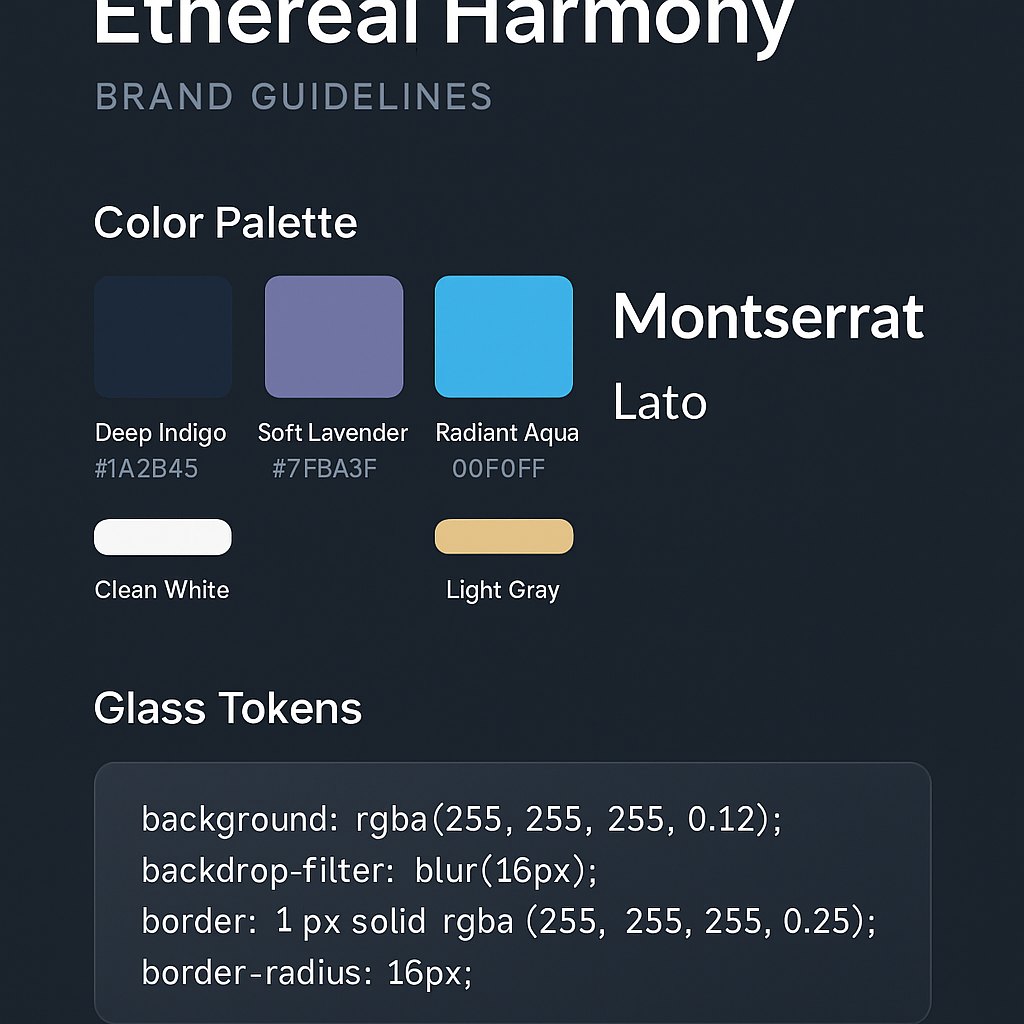 Ethereal Harmony
BRAND GUIDELINES
Color Palette
Montserrat
Lato
Deep Indigo
#1A2B45
Soft Lavender
#7FBA3F
Radiant Aqua
00F0FF
Clean White
Light Gray
Glass Tokens
background: rgba(255, 255, 255, 0.12);
backdrop-filter: blur(16px);
border: 1 px solid rgba (255, 255, 255, 0.25);
border-radius: 16px;